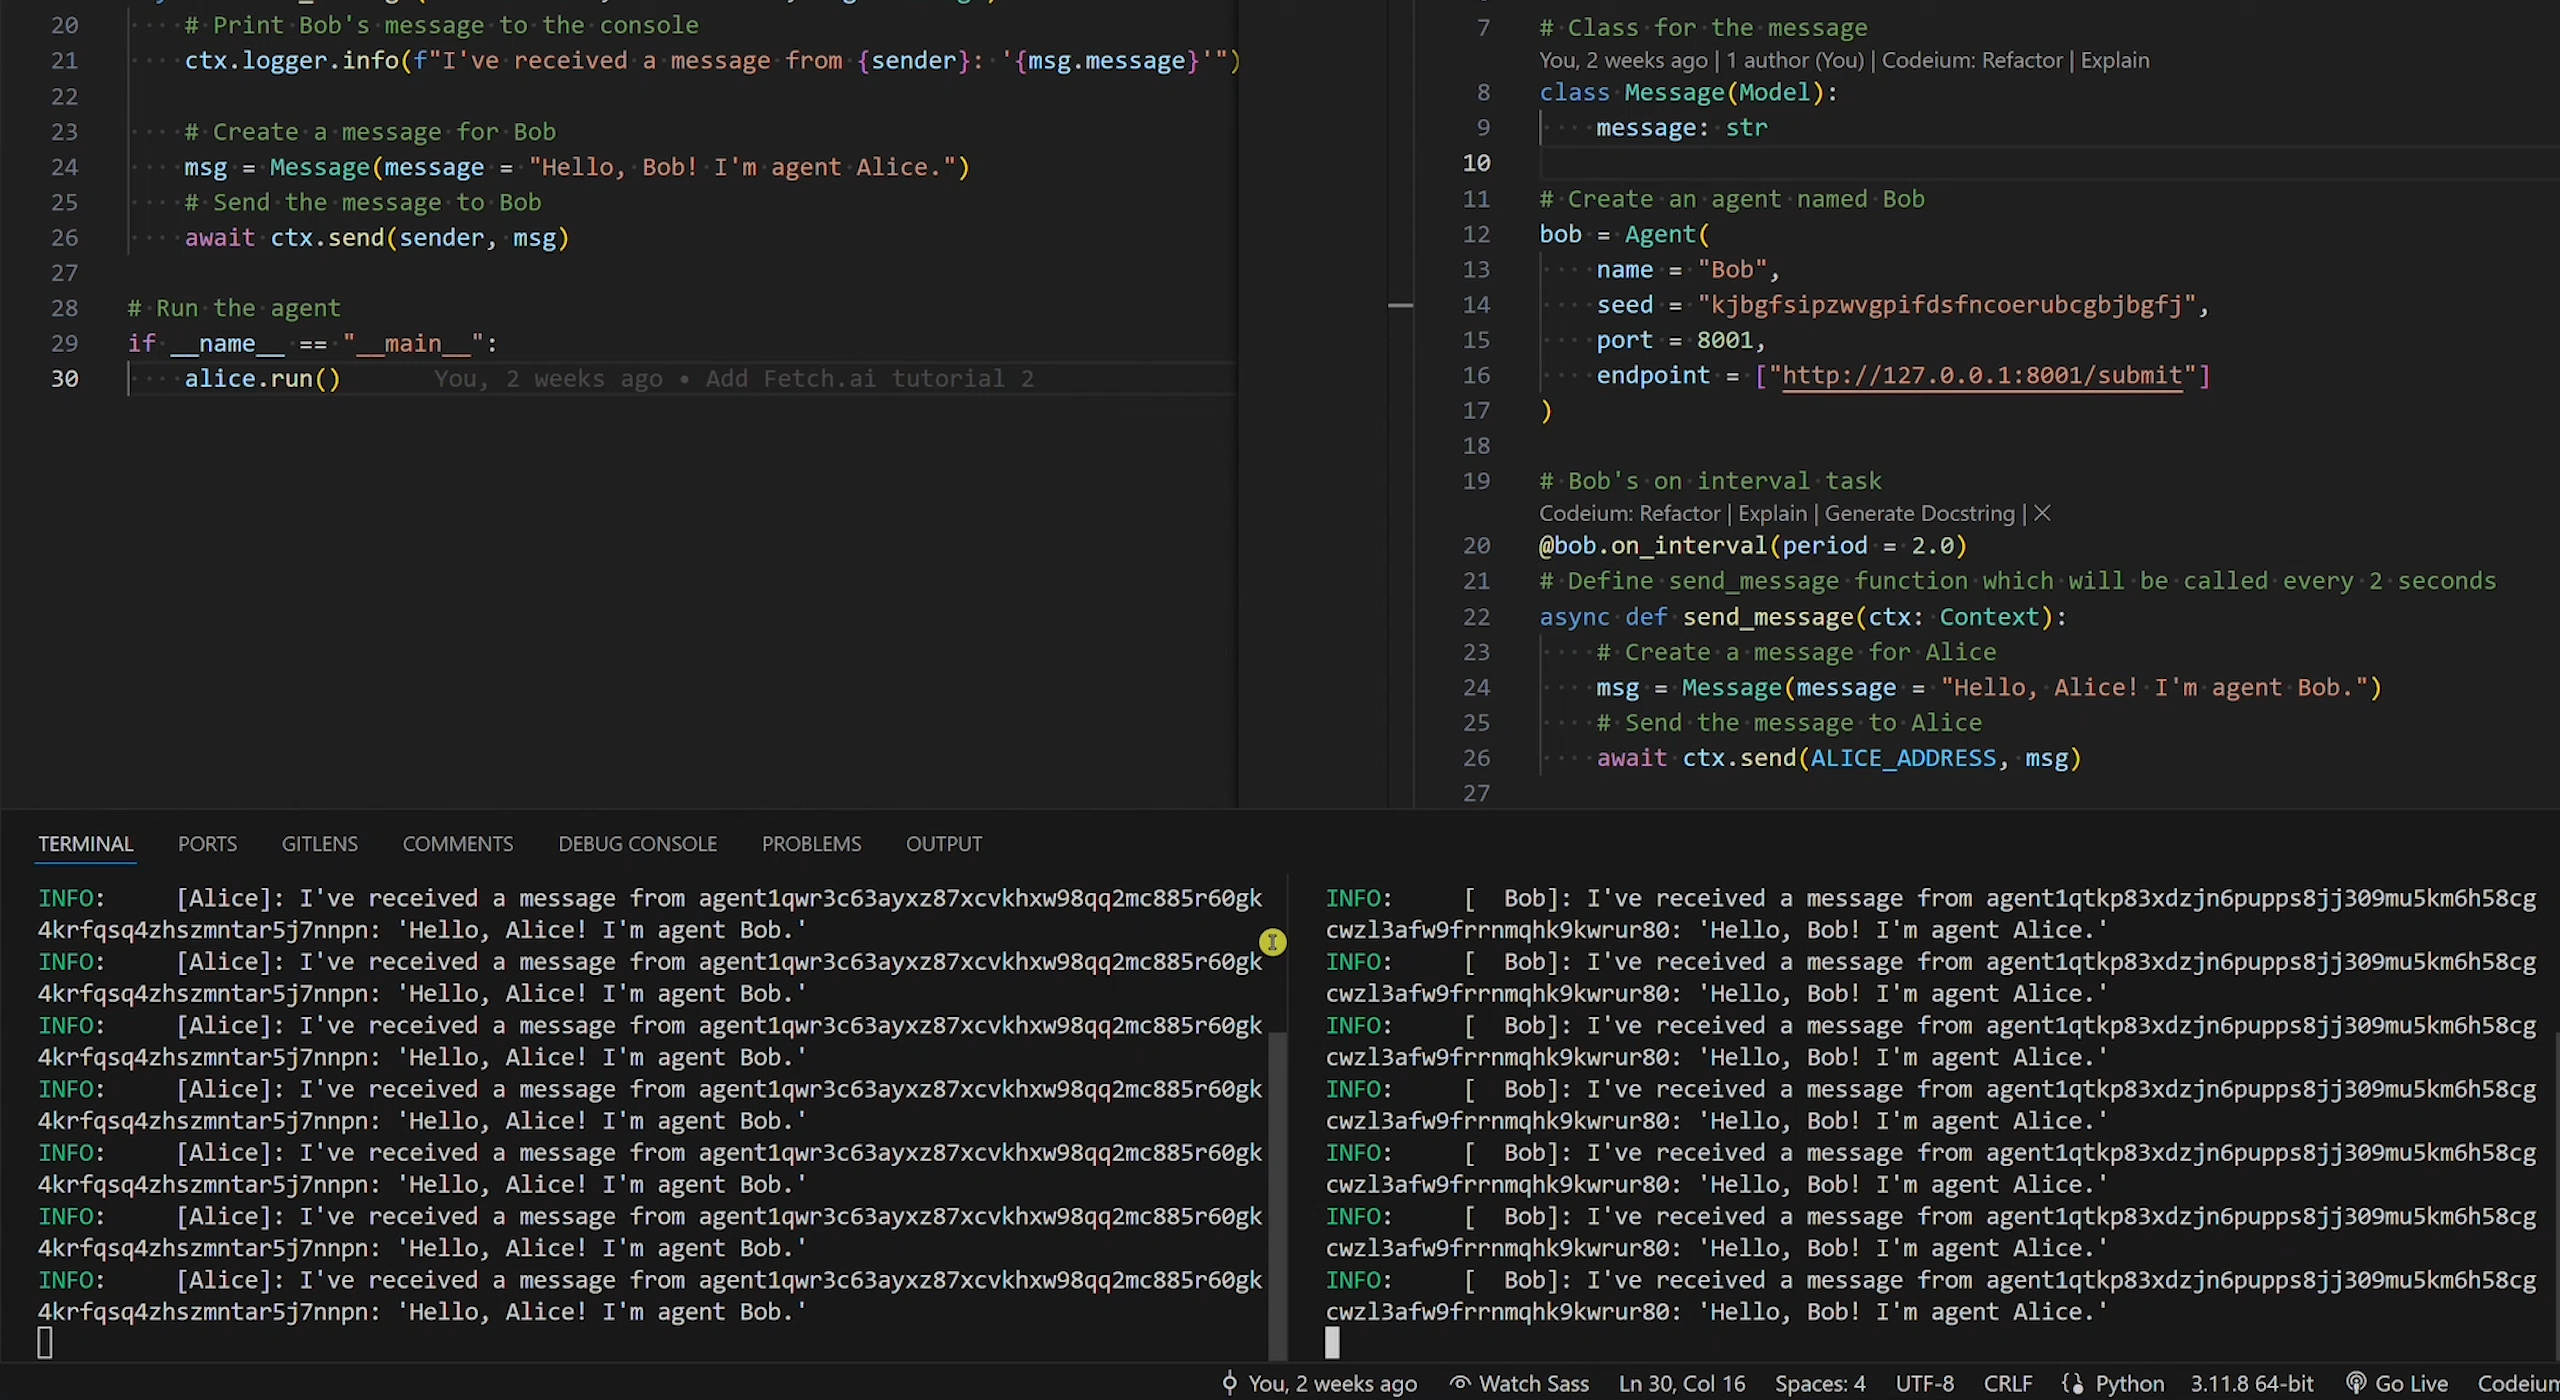 20 # Print Bob's message to the console
21 ctx.logger.info(f"I've received a message from {sender}: '{msg.message}'")
22
23 # Create a message for Bob
24 msg = Message(message = "Hello, Bob! I'm agent Alice.")
25 # Send the message to Bob
26 await ctx.send(sender, msg)
27
28 # Run the agent
29 if __name__ == "__main__":
30 alice.run() You, 2 weeks ago • Add Fetch.ai tutorial 2
7 # Class for the message
You, 2 weeks ago | 1 author (You) | Codeium: Refactor | Explain
8 class Message(Model):
9 message: str
10
11 # Create an agent named Bob
12 bob = Agent(
13 name = "Bob",
14 seed = "kjbgfsipzwvgpifdsfncoerubcgbjbgfj",
15 port = 8001,
16 endpoint = ["http://127.0.0.1:8001/submit"]
17 )
18
19 # Bob's on interval task
Codeium: Refactor | Explain | Generate Docstring | ×
20 @bob.on_interval(period = 2.0)
21 # Define send_message function which will be called every 2 seconds
22 async def send_message(ctx: Context):
23 # Create a message for Alice
24 msg = Message(message = "Hello, Alice! I'm agent Bob.")
25 # Send the message to Alice
26 await ctx.send(ALICE_ADDRESS, msg)
27
TERMINAL PORTS GITLENS COMMENTS DEBUG CONSOLE PROBLEMS OUTPUT
INFO: [Alice]: I've received a message from agent1qwr3c63ayxz87xcvkhxw98qq2mc885r60gk
4krfqsq4zhszmntar5j7nnpn: 'Hello, Alice! I'm agent Bob.'
INFO: [Alice]: I've received a message from agent1qwr3c63ayxz87xcvkhxw98qq2mc885r60gk
4krfqsq4zhszmntar5j7nnpn: 'Hello, Alice! I'm agent Bob.'
INFO: [Alice]: I've received a message from agent1qwr3c63ayxz87xcvkhxw98qq2mc885r60gk
4krfqsq4zhszmntar5j7nnpn: 'Hello, Alice! I'm agent Bob.'
INFO: [Alice]: I've received a message from agent1qwr3c63ayxz87xcvkhxw98qq2mc885r60gk
4krfqsq4zhszmntar5j7nnpn: 'Hello, Alice! I'm agent Bob.'
INFO: [Alice]: I've received a message from agent1qwr3c63ayxz87xcvkhxw98qq2mc885r60gk
4krfqsq4zhszmntar5j7nnpn: 'Hello, Alice! I'm agent Bob.'
INFO: [Alice]: I've received a message from agent1qwr3c63ayxz87xcvkhxw98qq2mc885r60gk
4krfqsq4zhszmntar5j7nnpn: 'Hello, Alice! I'm agent Bob.'
INFO: [Alice]: I've received a message from agent1qwr3c63ayxz87xcvkhxw98qq2mc885r60gk
4krfqsq4zhszmntar5j7nnpn: 'Hello, Alice! I'm agent Bob.'
INFO: [ Bob]: I've received a message from agent1qtkp83xdzjn6pupps8jj309mu5km6h58cg
cwzl3afw9frrnmqhk9kwrur80: 'Hello, Bob! I'm agent Alice.'
INFO: [ Bob]: I've received a message from agent1qtkp83xdzjn6pupps8jj309mu5km6h58cg
cwzl3afw9frrnmqhk9kwrur80: 'Hello, Bob! I'm agent Alice.'
INFO: [ Bob]: I've received a message from agent1qtkp83xdzjn6pupps8jj309mu5km6h58cg
cwzl3afw9frrnmqhk9kwrur80: 'Hello, Bob! I'm agent Alice.'
INFO: [ Bob]: I've received a message from agent1qtkp83xdzjn6pupps8jj309mu5km6h58cg
cwzl3afw9frrnmqhk9kwrur80: 'Hello, Bob! I'm agent Alice.'
INFO: [ Bob]: I've received a message from agent1qtkp83xdzjn6pupps8jj309mu5km6h58cg
cwzl3afw9frrnmqhk9kwrur80: 'Hello, Bob! I'm agent Alice.'
INFO: [ Bob]: I've received a message from agent1qtkp83xdzjn6pupps8jj309mu5km6h58cg
cwzl3afw9frrnmqhk9kwrur80: 'Hello, Bob! I'm agent Alice.'
INFO: [ Bob]: I've received a message from agent1qtkp83xdzjn6pupps8jj309mu5km6h58cg
cwzl3afw9frrnmqhk9kwrur80: 'Hello, Bob! I'm agent Alice.'
You, 2 weeks ago Watch Sass Ln 30, Col 16 Spaces: 4 UTF-8 CRLF Python 3.11.8 64-bit Go Live Codeium